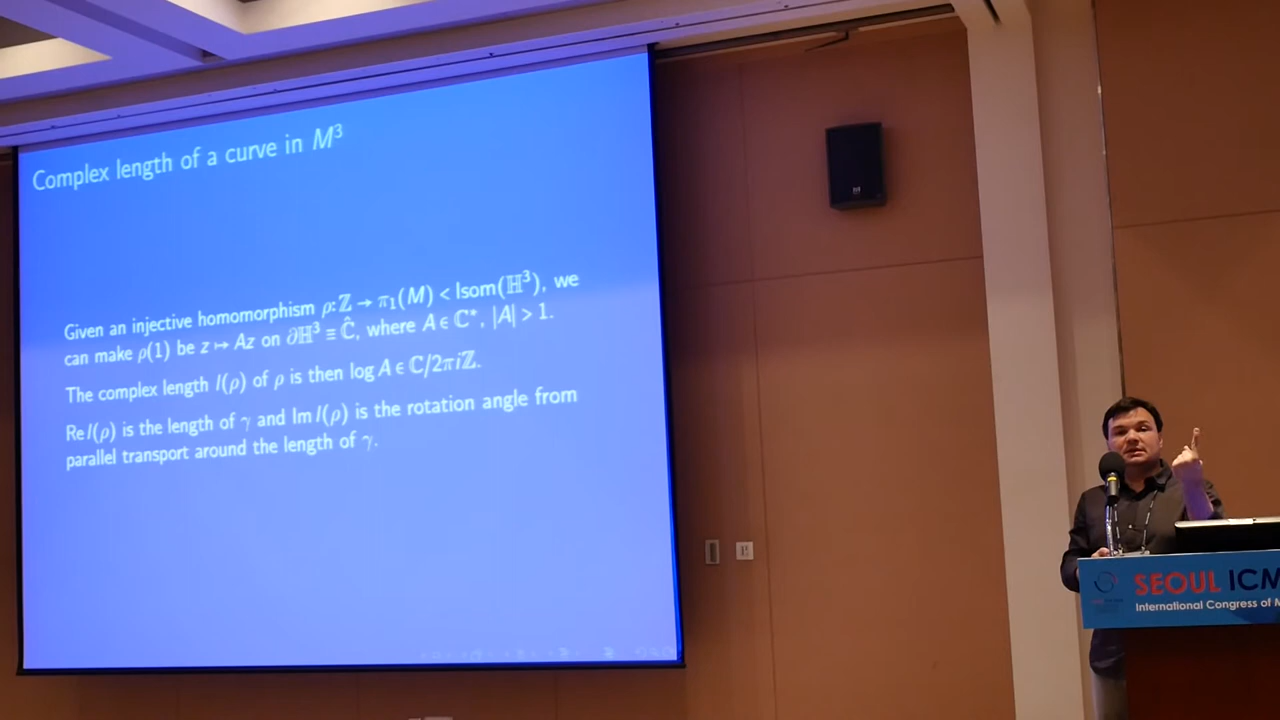 Complex length of a curve in M³
Given an injective homomorphism ρ: ℤ → π₁(M) < Isom(ℍ³), we
can make ρ(1) be z ↦ Az on ∂ℍ³ ≡ Ĉ, where A ∈ ℂ*, |A| > 1.
The complex length l(ρ) of ρ is then log A ∈ ℂ/2πiℤ.
Re l(ρ) is the length of γ and Im l(ρ) is the rotation angle from
parallel transport around the length of γ.
SEOUL ICM
International Congress of M